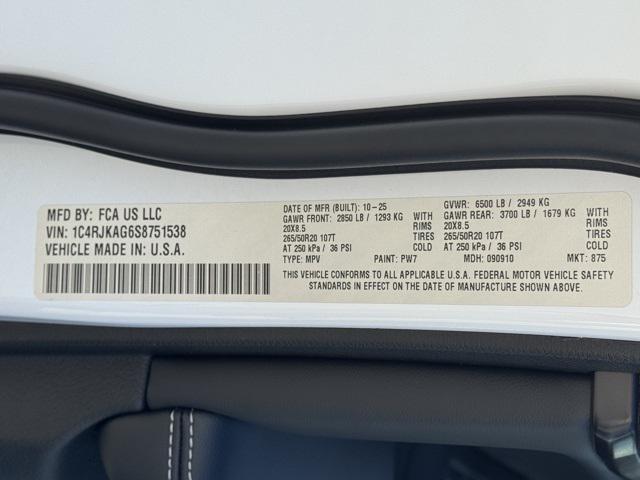 MFD BY: FCA US LLC
VIN: 1C4RJKAG6S8751538
VEHICLE MADE IN: U.S.A.
DATE OF MFR (BUILT): 10-25
GAWR FRONT: 2850 LB / 1293 KG WITH
20X8.5 RIMS
265/50R20 107T TIRES
AT 250 kPa / 36 PSI COLD
TYPE: MPV PAINT: PW7
GVWR: 6500 LB / 2949 KG
GAWR REAR: 3700 LB / 1679 KG WITH
20X8.5 RIMS
265/50R20 107T TIRES
AT 250 kPa / 36 PSI COLD
MDH: 090910 MKT: 875
THIS VEHICLE CONFORMS TO ALL APPLICABLE U.S.A. FEDERAL MOTOR VEHICLE SAFETY
STANDARDS IN EFFECT ON THE DATE OF MANUFACTURE SHOWN ABOVE.